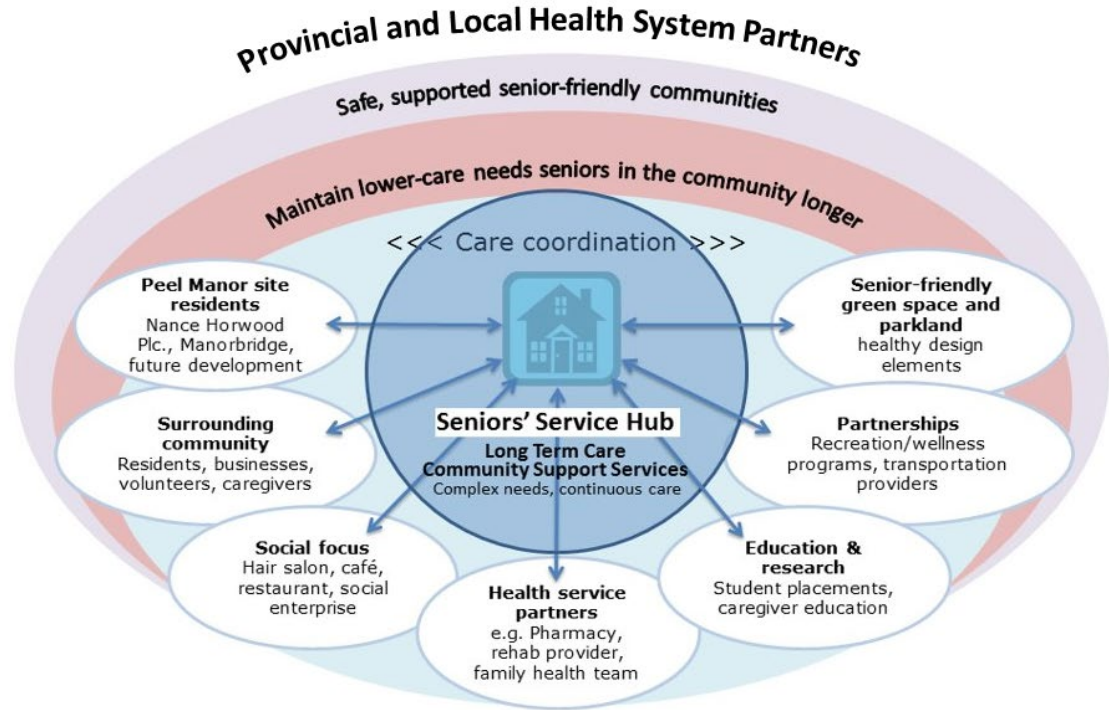 Provincial and Local Health System Partners
Safe, supported senior-friendly communities
Maintain lower-care needs seniors in the community longer
<<< Care coordination >>>
Peel Manor site
residents
Nance Horwood
Plc., Manorbridge,
future development
Senior-friendly
green space and
parkland
healthy design
elements
Surrounding
community
Residents, businesses,
volunteers, caregivers
Seniors' Service Hub
Long Term Care
Community Support Services
Complex needs, continuous care
Partnerships
Recreation/wellness
programs, transportation
providers
Social focus
Hair salon, café,
restaurant, social
enterprise
Health service
partners
e.g. Pharmacy,
rehab provider,
family health team
Education &
research
Student placements,
caregiver education